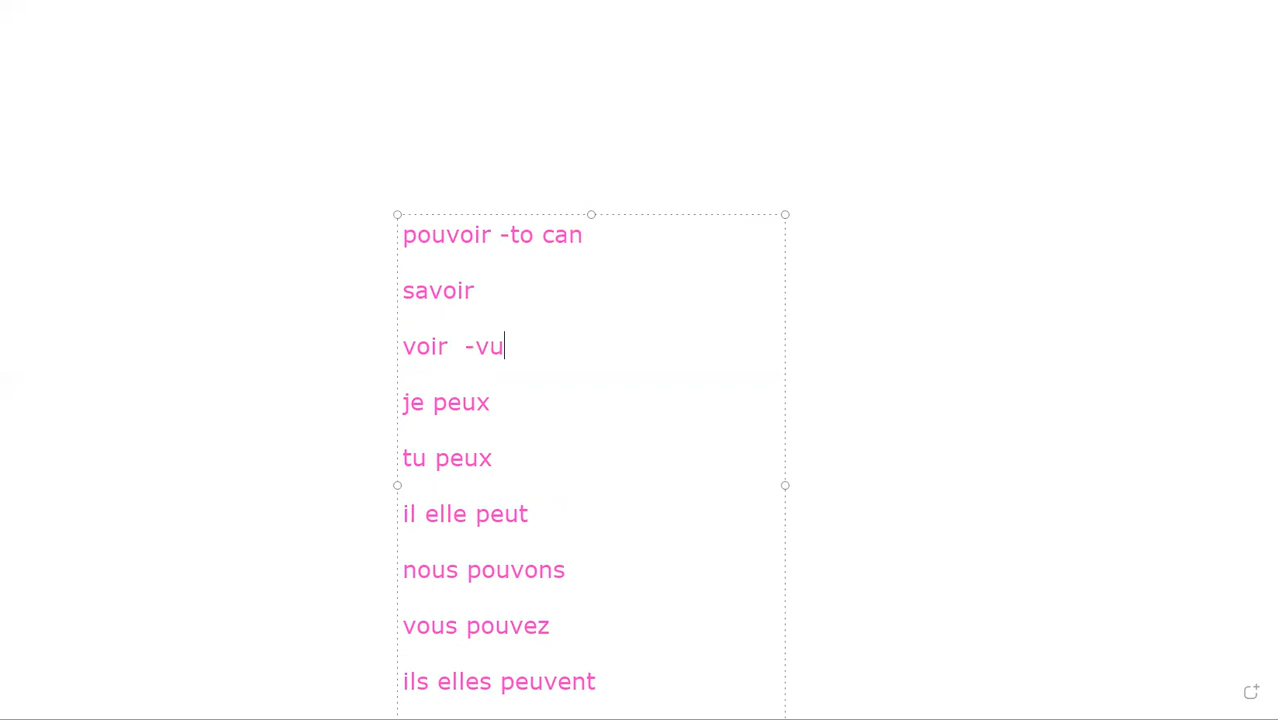 pouvoir -to can
savoir
voir  -vu
je peux
tu peux
il elle peut
nous pouvons
vous pouvez
ils elles peuvent